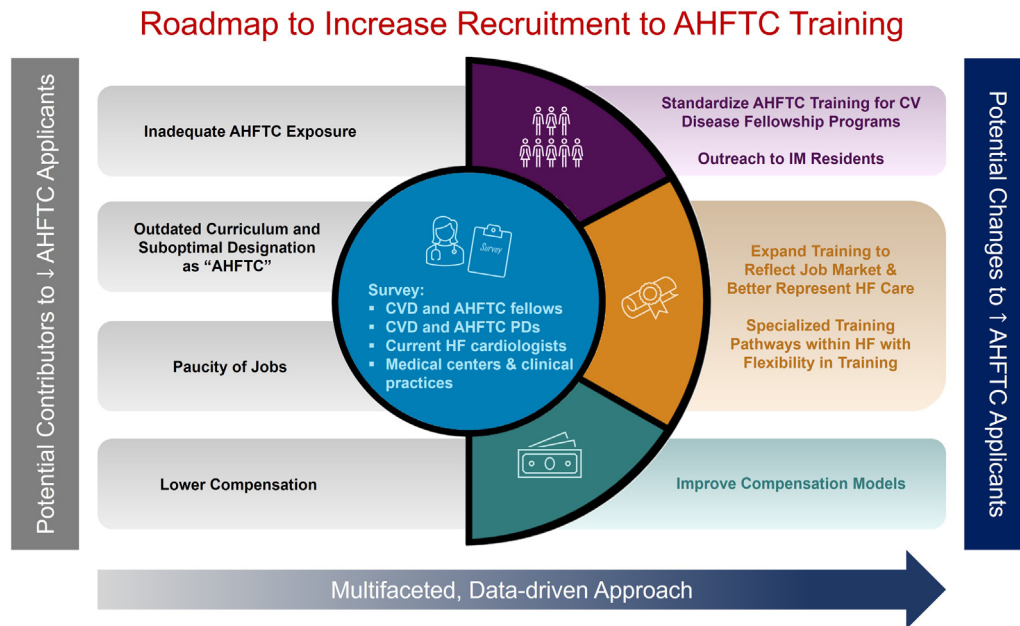 Roadmap to Increase Recruitment to AHFTC Training
Potential Contributors to ↓ AHFTC Applicants
Inadequate AHFTC Exposure
Outdated Curriculum and
Suboptimal Designation
as “AHFTC”
Paucity of Jobs
Lower Compensation
Survey
Survey:
▪ CVD and AHFTC fellows
▪ CVD and AHFTC PDs
▪ Current HF cardiologists
▪ Medical centers & clinical
practices
Standardize AHFTC Training for CV
Disease Fellowship Programs
Outreach to IM Residents
Expand Training to
Reflect Job Market &
Better Represent HF Care
Specialized Training
Pathways within HF with
Flexibility in Training
Improve Compensation Models
Potential Changes to ↑ AHFTC Applicants
Multifaceted, Data-driven Approach